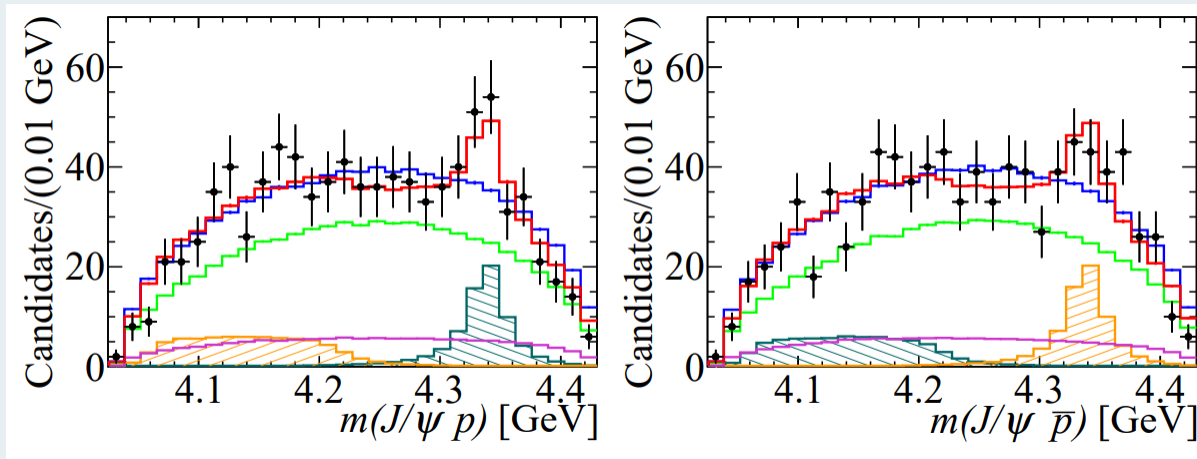 Candidates/(0.01 GeV)
60
40
20
0
4.1 4.2 4.3 4.4
m(J/ψ p) [GeV]
Candidates/(0.01 GeV)
60
40
20
0
4.1 4.2 4.3 4.4
m(J/ψ p̅) [GeV]